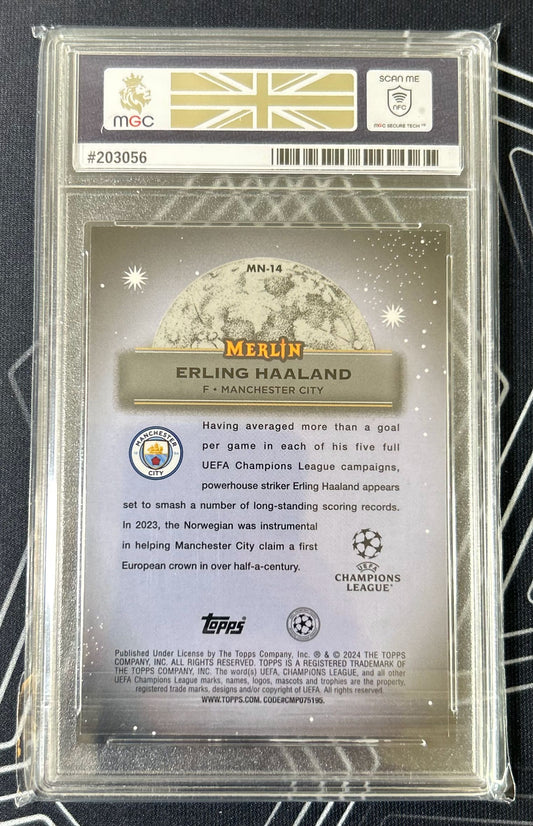 MGC
SCAN ME
NFC
MGC SECURE TECH™
#203056
MN-14
MERLIN
ERLING HAALAND
F • MANCHESTER CITY
MANCHESTER
CITY
Having averaged more than a goal
per game in each of his five full
UEFA Champions League campaigns,
powerhouse striker Erling Haaland appears
set to smash a number of long-standing scoring records.
In 2023, the Norwegian was instrumental
in helping Manchester City claim a first
European crown in over half-a-century.
UEFA
CHAMPIONS
LEAGUE®
Topps
Published Under License by The Topps Company, Inc. ® & © 2024 THE TOPPS
COMPANY, INC. ALL RIGHTS RESERVED. TOPPS IS A REGISTERED TRADEMARK OF
THE TOPPS COMPANY, INC. The word(s) UEFA, CHAMPIONS LEAGUE, and all other
UEFA Champions League marks, names, logos, mascots and trophies are the property,
registered trade marks, designs and/or copyright of UEFA. All rights reserved.
WWW.TOPPS.COM. CODE#CMP075195.